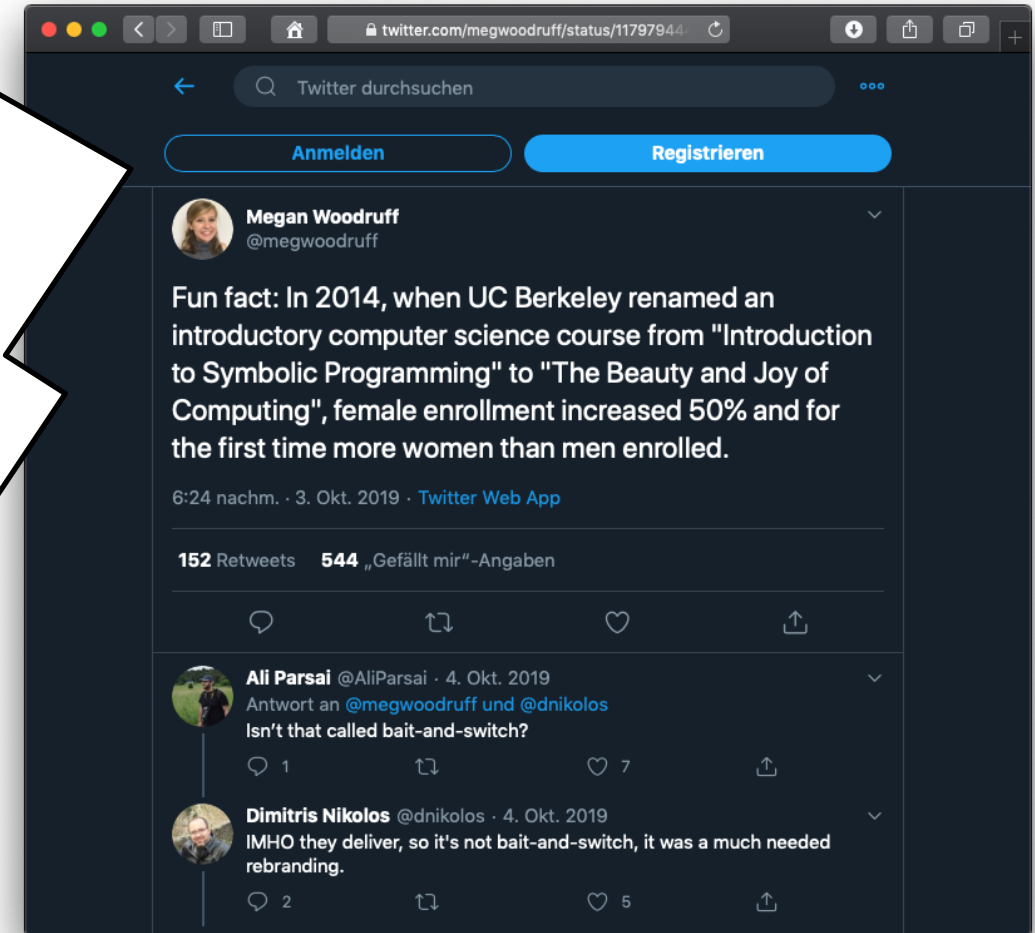 twitter.com/megwoodruff/status/11797944
Twitter durchsuchen
Anmelden
Registrieren
Megan Woodruff
@megwoodruff
Fun fact: In 2014, when UC Berkeley renamed an
introductory computer science course from "Introduction
to Symbolic Programming" to "The Beauty and Joy of
Computing", female enrollment increased 50% and for
the first time more women than men enrolled.
6:24 nachm. · 3. Okt. 2019 · Twitter Web App
152 Retweets 544 „Gefällt mir“-Angaben
Ali Parsai @AliParsai · 4. Okt. 2019
Antwort an @megwoodruff und @dnikolos
Isn’t that called bait-and-switch?
1 7
Dimitris Nikolos @dnikolos · 4. Okt. 2019
IMHO they deliver, so it's not bait-and-switch, it was a much needed
rebranding.
2 5